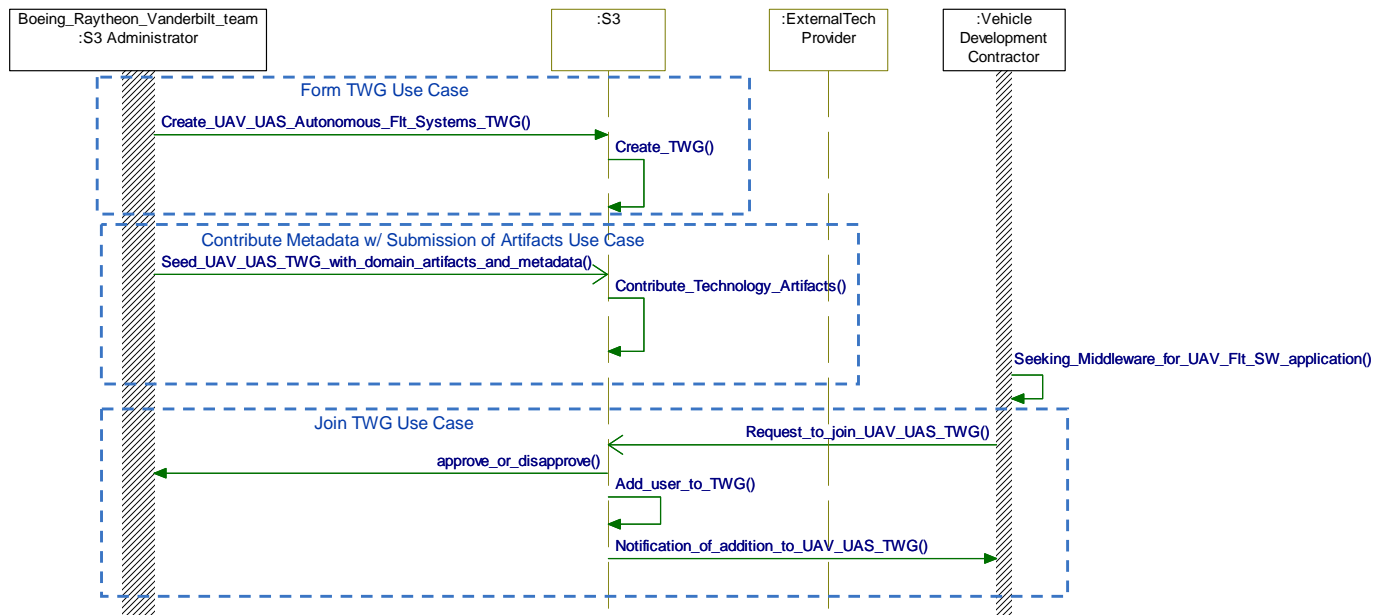 Boeing_Raytheon_Vanderbilt_team
:S3 Administrator
:S3
:ExternalTech
Provider
:Vehicle
Development
Contractor
Form TWG Use Case
Create_UAV_UAS_Autonomous_Flt_Systems_TWG()
Create_TWG()
Contribute Metadata w/ Submission of Artifacts Use Case
Seed_UAV_UAS_TWG_with_domain_artifacts_and_metadata()
Contribute_Technology_Artifacts()
Seeking_Middleware_for_UAV_Flt_SW_application()
Join TWG Use Case
Request_to_join_UAV_UAS_TWG()
approve_or_disapprove()
Add_user_to_TWG()
Notification_of_addition_to_UAV_UAS_TWG()